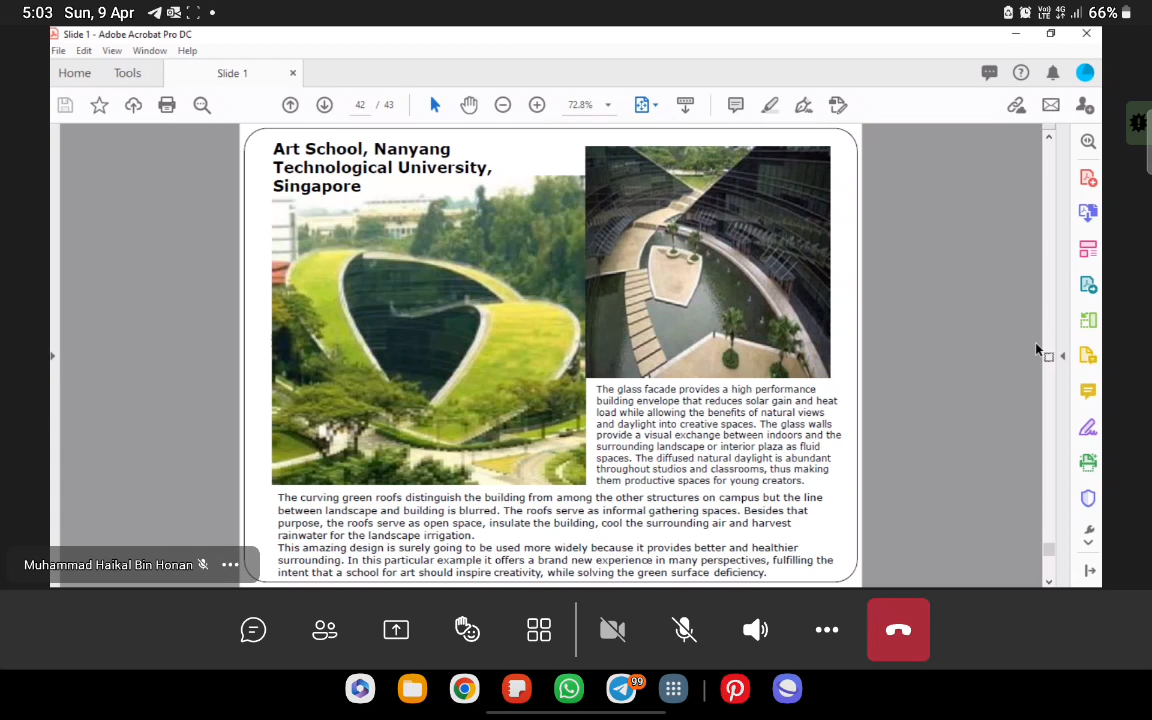 5:03 Sun, 9 Apr
Vo) 4G
LTE
66%
Slide 1 - Adobe Acrobat Pro DC
File Edit View Window Help
Home Tools Slide 1
42 / 43 72.8%
Art School, Nanyang
Technological University,
Singapore
The glass facade provides a high performance
building envelope that reduces solar gain and heat
load while allowing the benefits of natural views
and daylight into creative spaces. The glass walls
provide a visual exchange between indoors and the
surrounding landscape or interior plaza as fluid
spaces. The diffused natural daylight is abundant
throughout studios and classrooms, thus making
them productive spaces for young creators.
The curving green roofs distinguish the building from among the other structures on campus but the line
between landscape and building is blurred. The roofs serve as informal gathering spaces. Besides that
purpose, the roofs serve as open space, insulate the building, cool the surrounding air and harvest
rainwater for the landscape irrigation.
This amazing design is surely going to be used more widely because it provides better and healthier
surrounding. In this particular example it offers a brand new experience in many perspectives, fulfilling the
intent that a school for art should inspire creativity, while solving the green surface deficiency.
Muhammad Haikal Bin Honan
99